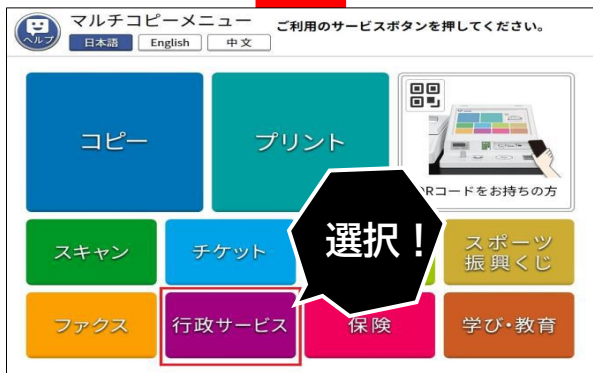 マルチコピーメニュー
ご利用のサービスボタンを押してください。
ヘルプ
日本語 English 中文
コピー
プリント
Rコードをお持ちの方
選択！
スキャン
チケット
スポーツ
振興くじ
ファクス
行政サービス
保険
学び・教育